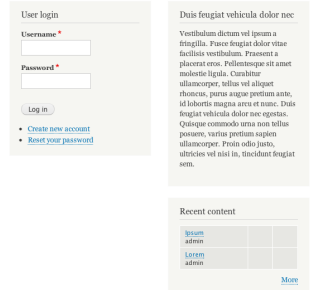 User login
Username *
Password *
Log in
Create new account
Reset your password
Duis feugiat vehicula dolor nec
Vestibulum dictum vel ipsum a
fringilla. Fusce feugiat dolor vitae
facilisis vestibulum. Praesent a
placerat eros. Pellentesque sit amet
molestie ligula. Curabitur
ullamcorper, tellus vel aliquet
rhoncus, purus augue pretium ante,
id lobortis magna arcu et nunc. Duis
feugiat vehicula dolor nec egestas.
Quisque commodo urna non tellus
posuere, varius pretium sapien
ullamcorper. Proin odio justo,
ultricies vel nisi in, tincidunt feugiat
sem.
Recent content
Ipsum
admin
Lorem
admin
More